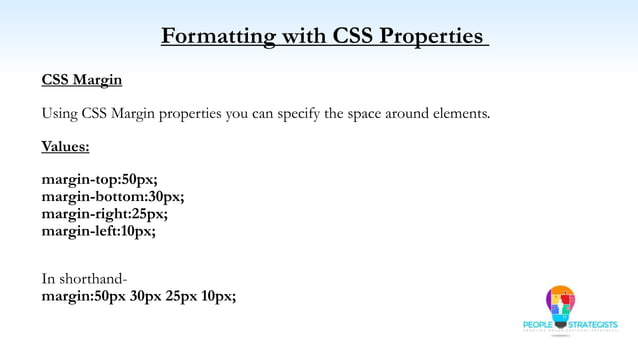 Formatting with CSS Properties
CSS Margin
Using CSS Margin properties you can specify the space around elements.
Values:
margin-top:50px;
margin-bottom:30px;
margin-right:25px;
margin-left:10px;
In shorthand-
margin:50px 30px 25px 10px;
PEOPLE STRATEGISTS